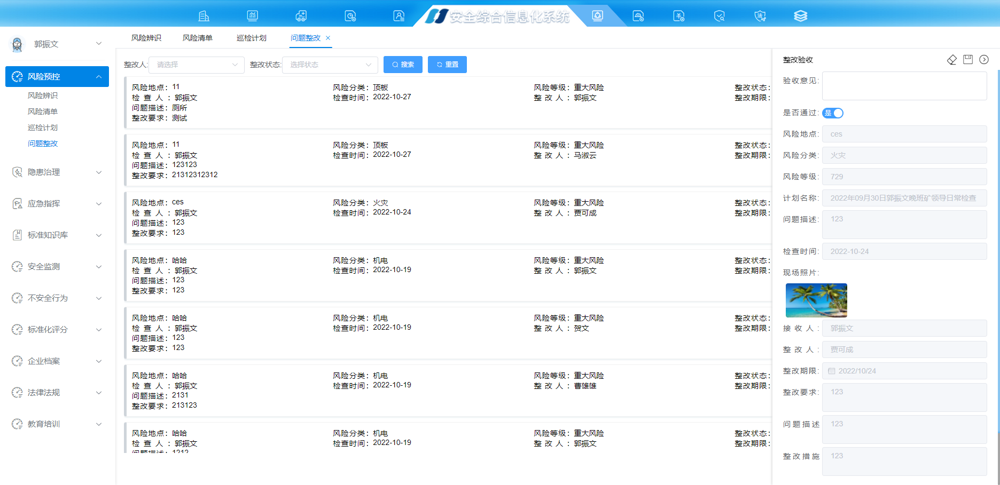 安全综合信息化系统
郭振文
风险预控
风险辨识
风险清单
巡检计划
问题整改
隐患治理
应急指挥
标准知识库
安全监测
不安全行为
标准化评分
企业档案
法律法规
教育培训
风险辨识 风险清单 巡检计划 问题整改 ×
整改人: 请选择 整改状态: 选择状态 搜索 重置
风险地点: 11 风险分类: 顶板 风险等级: 重大风险 整改状态:
检 查 人 : 郭振文 检查时间: 2022-10-27 整 改 人 : 郭振文 整改期限:
问题描述: 厕所
整改要求: 测试
风险地点: 11 风险分类: 顶板 风险等级: 重大风险 整改状态:
检 查 人 : 郭振文 检查时间: 2022-10-27 整 改 人 : 马淑云 整改期限:
问题描述: 123123
整改要求: 21312312312
风险地点: ces 风险分类: 火灾 风险等级: 重大风险 整改状态:
检 查 人 : 郭振文 检查时间: 2022-10-24 整 改 人 : 贾可成 整改期限:
问题描述: 123
整改要求: 123
风险地点: 哈哈 风险分类: 机电 风险等级: 重大风险 整改状态:
检 查 人 : 郭振文 检查时间: 2022-10-19 整 改 人 : 郭振文 整改期限:
问题描述: 123
整改要求: 123
风险地点: 哈哈 风险分类: 机电 风险等级: 重大风险 整改状态:
检 查 人 : 郭振文 检查时间: 2022-10-19 整 改 人 : 贺文 整改期限:
问题描述: 123
整改要求: 123
风险地点: 哈哈 风险分类: 机电 风险等级: 重大风险 整改状态:
检 查 人 : 郭振文 检查时间: 2022-10-19 整 改 人 : 曹雄雄 整改期限:
问题描述: 2131
整改要求: 213123
风险地点: 哈哈 风险分类: 机电 风险等级: 重大风险 整改状态:
检 查 人 : 郭振文 检查时间: 2022-10-19 整 改 人 : 郭振文 整改期限:
问题描述: 1212
整改验收
验收意见:
是否通过: 是
风险地点: ces
风险分类: 火灾
风险等级: 729
计划名称: 2022年09月30日郭振文晚班矿领导日常检查
问题描述: 123
检查时间: 2022-10-24
现场照片:
接 收 人 : 郭振文
整 改 人 : 贾可成
整改期限: 2022/10/24
整改要求: 123
问题描述 123
整改措施 123